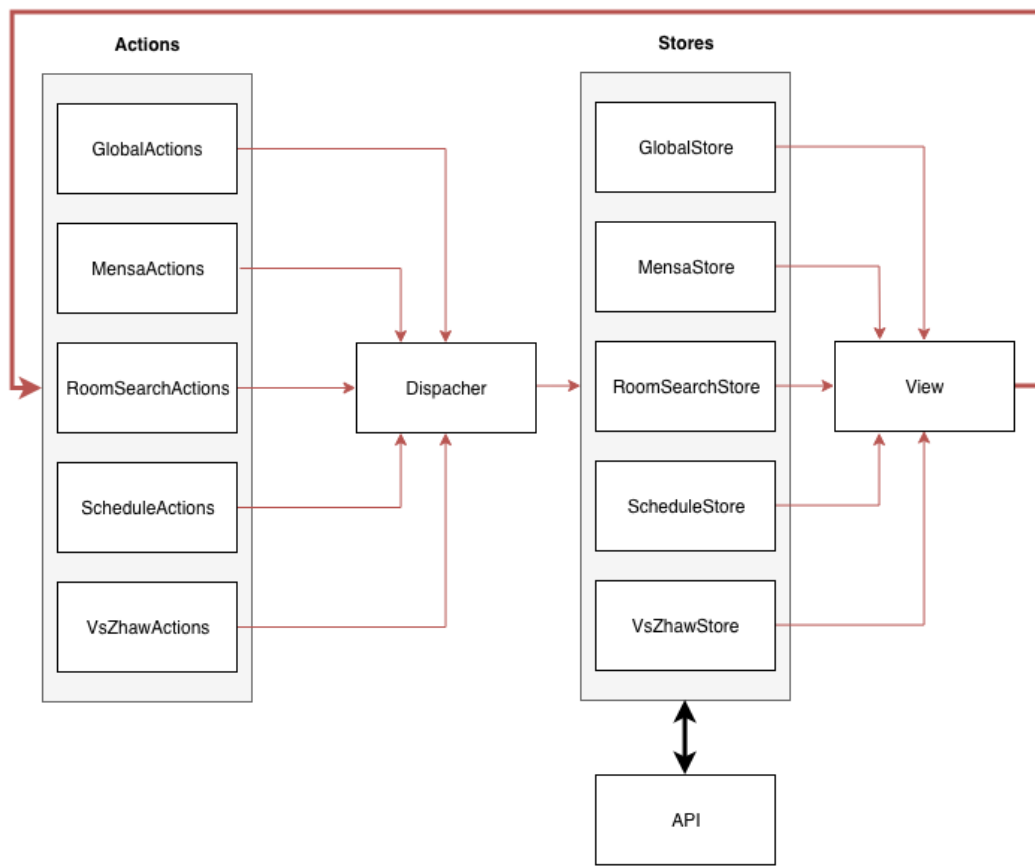 Actions
Stores
GlobalActions
GlobalStore
MensaActions
MensaStore
RoomSearchActions
Dispacher
RoomSearchStore
View
ScheduleActions
ScheduleStore
VsZhawActions
VsZhawStore
API